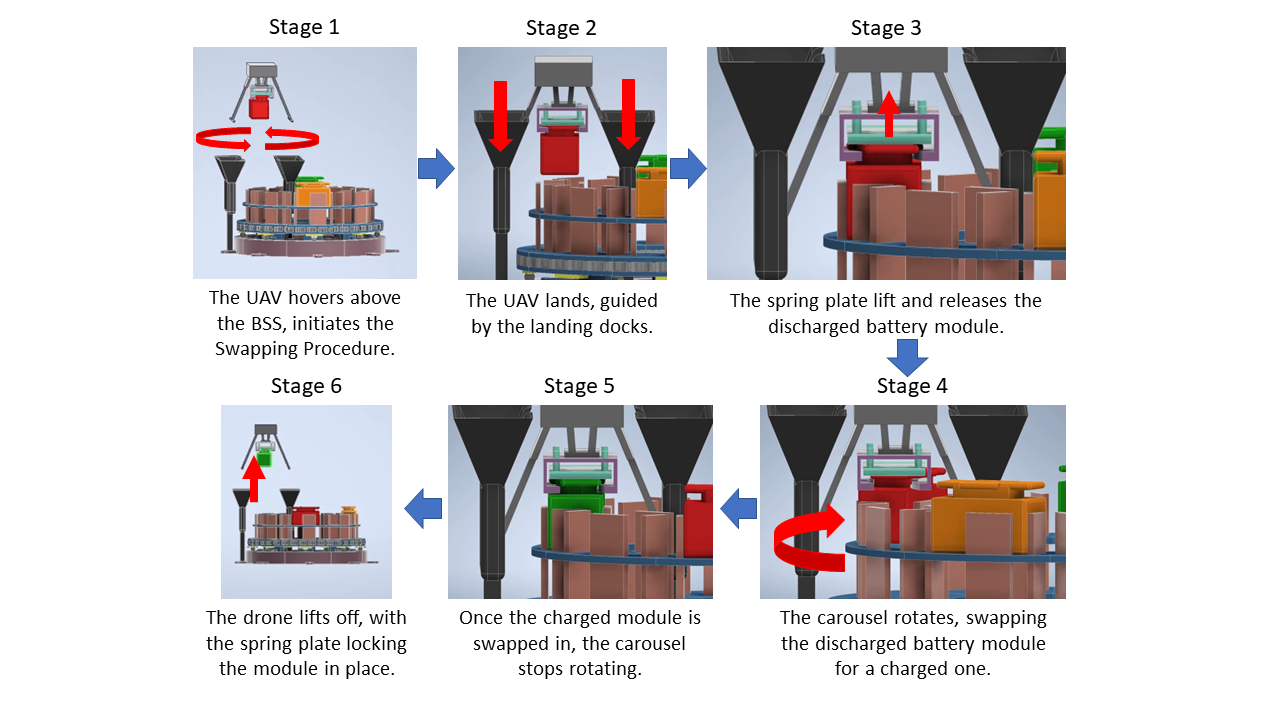 Stage 1
Stage 2
Stage 3
The UAV hovers above
the BSS, initiates the
Swapping Procedure.
The UAV lands, guided
by the landing docks.
The spring plate lift and releases the
discharged battery module.
Stage 6
Stage 5
Stage 4
The drone lifts off, with
the spring plate locking
the module in place.
Once the charged module is
swapped in, the carousel
stops rotating.
The carousel rotates, swapping
the discharged battery module
for a charged one.